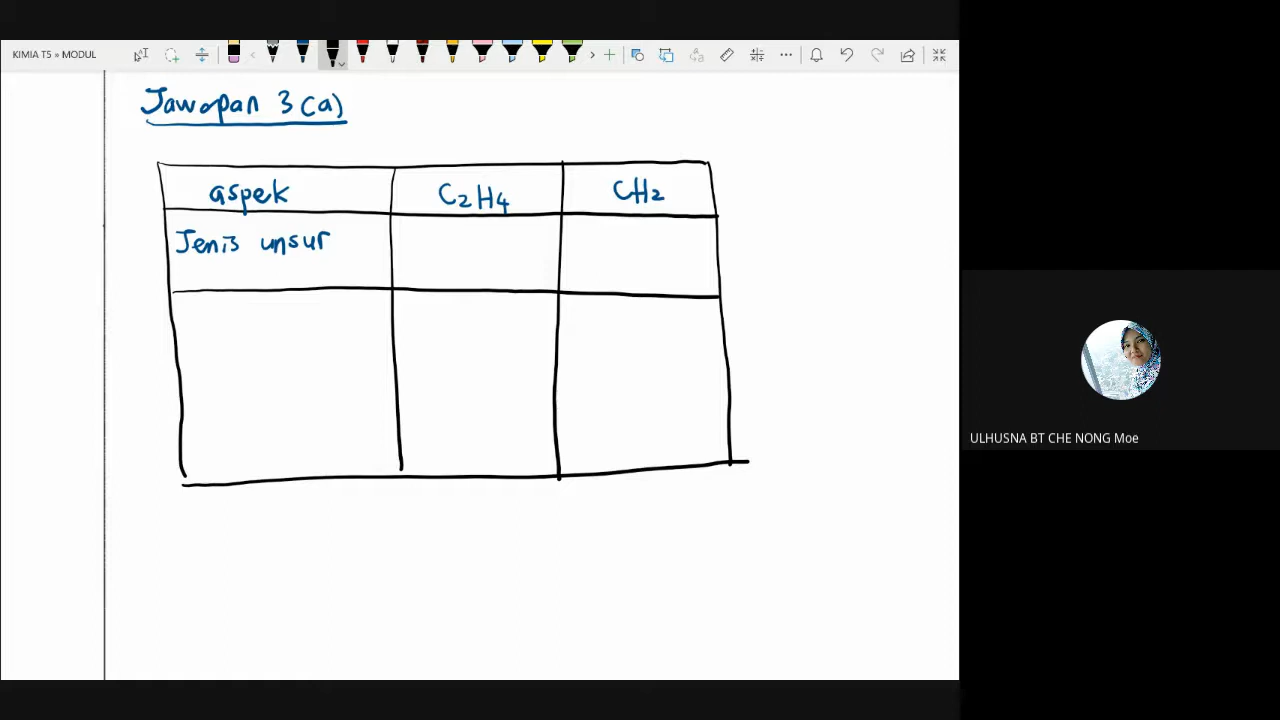 KIMIA T5 » MODUL
Jawapan 3(a)
aspek C₂H₄ CH₂
Jenis unsur
ULHUSNA BT CHE NONG Moe